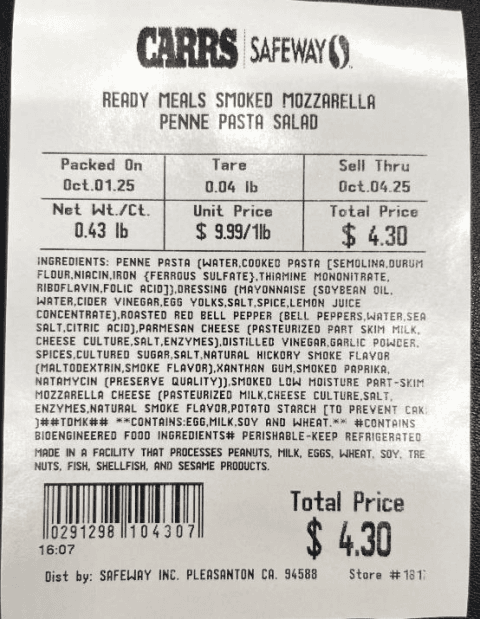 CARRS SAFEWAY
READY MEALS SMOKED MOZZARELLA
PENNE PASTA SALAD
Packed On Tare Sell Thru
Oct.01.25 0.04 lb Oct.04.25
Net Wt./Ct. Unit Price Total Price
0.43 lb $ 9.99/1lb $ 4.30
INGREDIENTS: PENNE PASTA (WATER,COOKED PASTA [SEMOLINA,DURUM
FLOUR,NIACIN,IRON {FERROUS SULFATE},THIAMINE MONONITRATE,
RIBOFLAVIN,FOLIC ACID]),DRESSING (MAYONNAISE (SOYBEAN OIL,
WATER,CIDER VINEGAR,EGG YOLKS,SALT,SPICE,LEMON JUICE
CONCENTRATE),ROASTED RED BELL PEPPER (BELL PEPPERS,WATER,SEA
SALT,CITRIC ACID),PARMESAN CHEESE (PASTEURIZED PART SKIM MILK,
CHEESE CULTURE,SALT,ENZYMES),DISTILLED VINEGAR,GARLIC POWDER,
SPICES,CULTURED SUGAR,SALT,NATURAL HICKORY SMOKE FLAVOR
(MALTODEXTRIN,SMOKE FLAVOR),XANTHAN GUM,SMOKED PAPRIKA,
NATAMYCIN (PRESERVE QUALITY)),SMOKED LOW MOISTURE PART-SKIM
MOZZARELLA CHEESE (PASTEURIZED MILK,CHEESE CULTURE,SALT,
ENZYMES,NATURAL SMOKE FLAVOR,POTATO STARCH [TO PREVENT CAK
)##TDMK## **CONTAINS:EGG,MILK,SOY AND WHEAT.** #CONTAINS
BIOENGINEERED FOOD INGREDIENTS# PERISHABLE-KEEP REFRIGERATED
MADE IN A FACILITY THAT PROCESSES PEANUTS, MILK, EGGS, WHEAT, SOY, TRE
NUTS, FISH, SHELLFISH, AND SESAME PRODUCTS.
0291298 104307
16:07
Total Price
$ 4.30
Dist by: SAFEWAY INC. PLEASANTON CA. 94588 Store #181